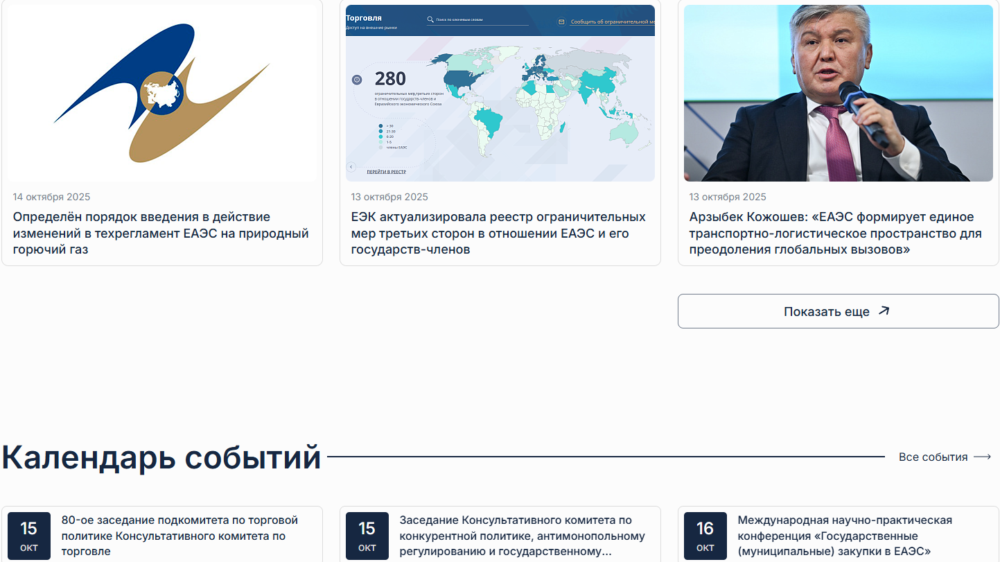 Торговля
Доступ на внешние рынки
Поиск по ключевым словам
Сообщить об ограничительной ме
280
ограничительных мер третьих сторон
в отношении государств-членов и
Евразийского экономического Союза
> 30
21-30
6-20
1-5
члены ЕАЭС
ПЕРЕЙТИ В РЕЕСТР
14 октября 2025
Определён порядок введения в действие
изменений в техрегламент ЕАЭС на природный
горючий газ
13 октября 2025
ЕЭК актуализировала реестр ограничительных
мер третьих сторон в отношении ЕАЭС и его
государств-членов
13 октября 2025
Арзыбек Кожошев: «ЕАЭС формирует единое
транспортно-логистическое пространство для
преодоления глобальных вызовов»
Показать еще
Календарь событий
Все события
15
окт
80-ое заседание подкомитета по торговой
политике Консультативного комитета по
торговле
15
окт
Заседание Консультативного комитета по
конкурентной политике, антимонопольному
регулированию и государственному...
16
окт
Международная научно-практическая
конференция «Государственные
(муниципальные) закупки в ЕАЭС»